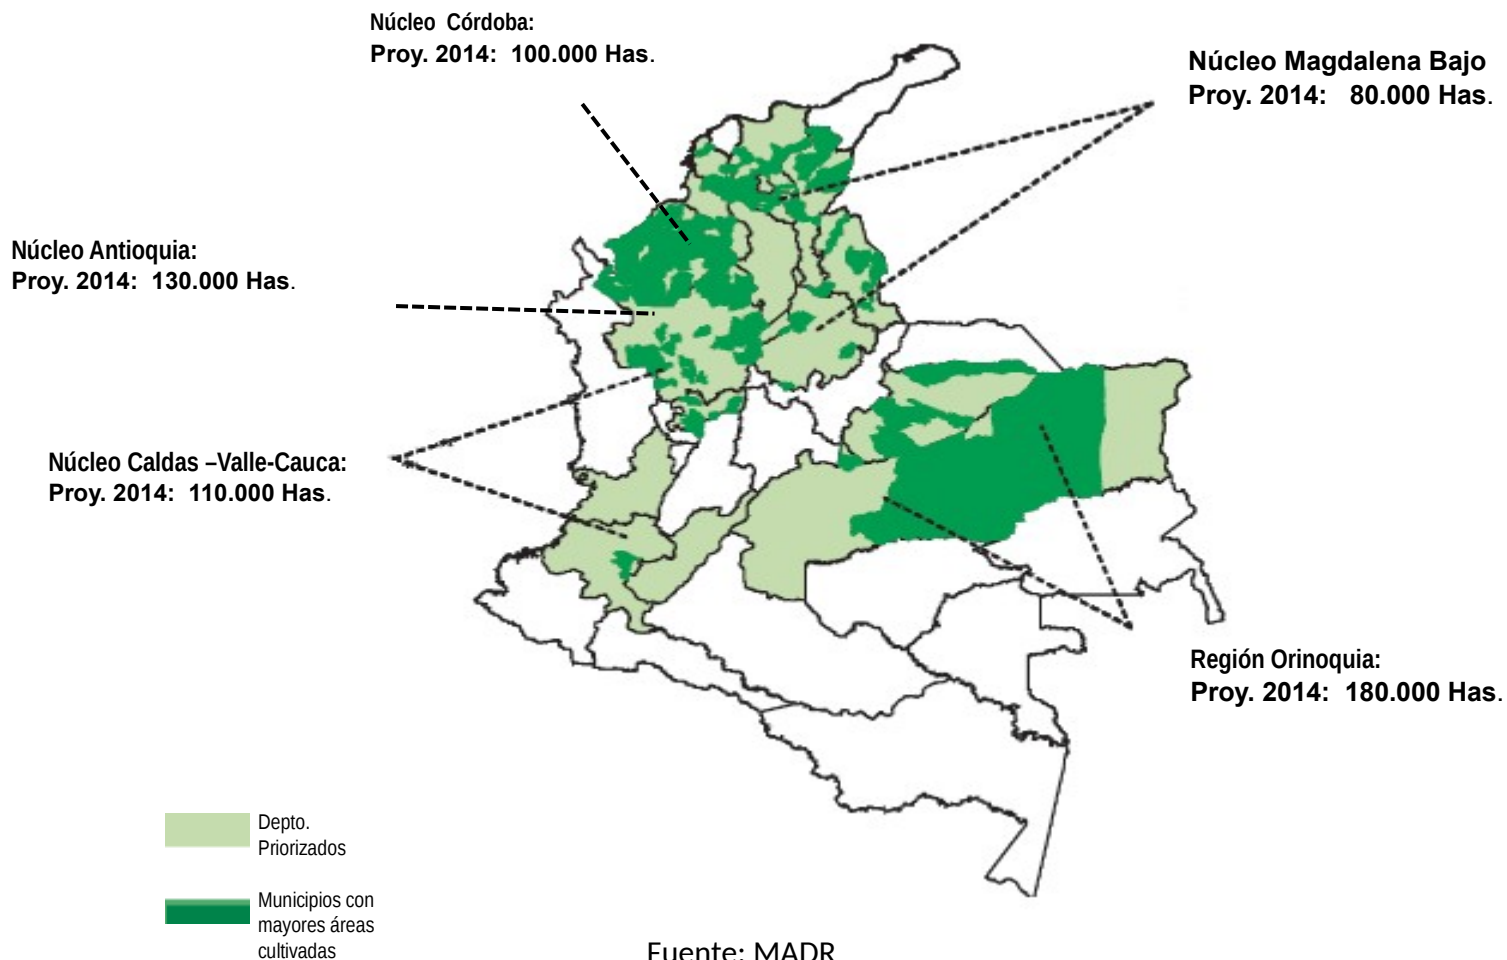 Núcleo Córdoba:
Proy. 2014: 100.000 Has.
Núcleo Magdalena Bajo
Proy. 2014: 80.000 Has.
Núcleo Antioquia:
Proy. 2014: 130.000 Has.
Núcleo Caldas –Valle-Cauca:
Proy. 2014: 110.000 Has.
Región Orinoquia:
Proy. 2014: 180.000 Has.
Depto.
Priorizados
Municipios con
mayores áreas
cultivadas
Fuente: MADR